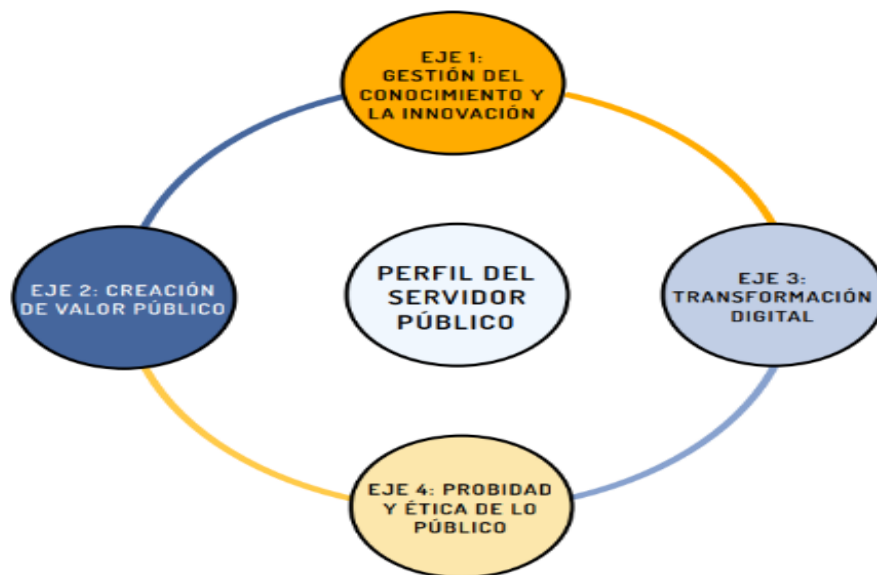 EJE 1:
GESTIÓN DEL
CONOCIMIENTO Y
LA INNOVACIÓN
EJE 2: CREACIÓN
DE VALOR PÚBLICO
PERFIL DEL
SERVIDOR
PÚBLICO
EJE 3:
TRANSFORMACIÓN
DIGITAL
EJE 4: PROBIDAD
Y ÉTICA DE LO
PÚBLICO